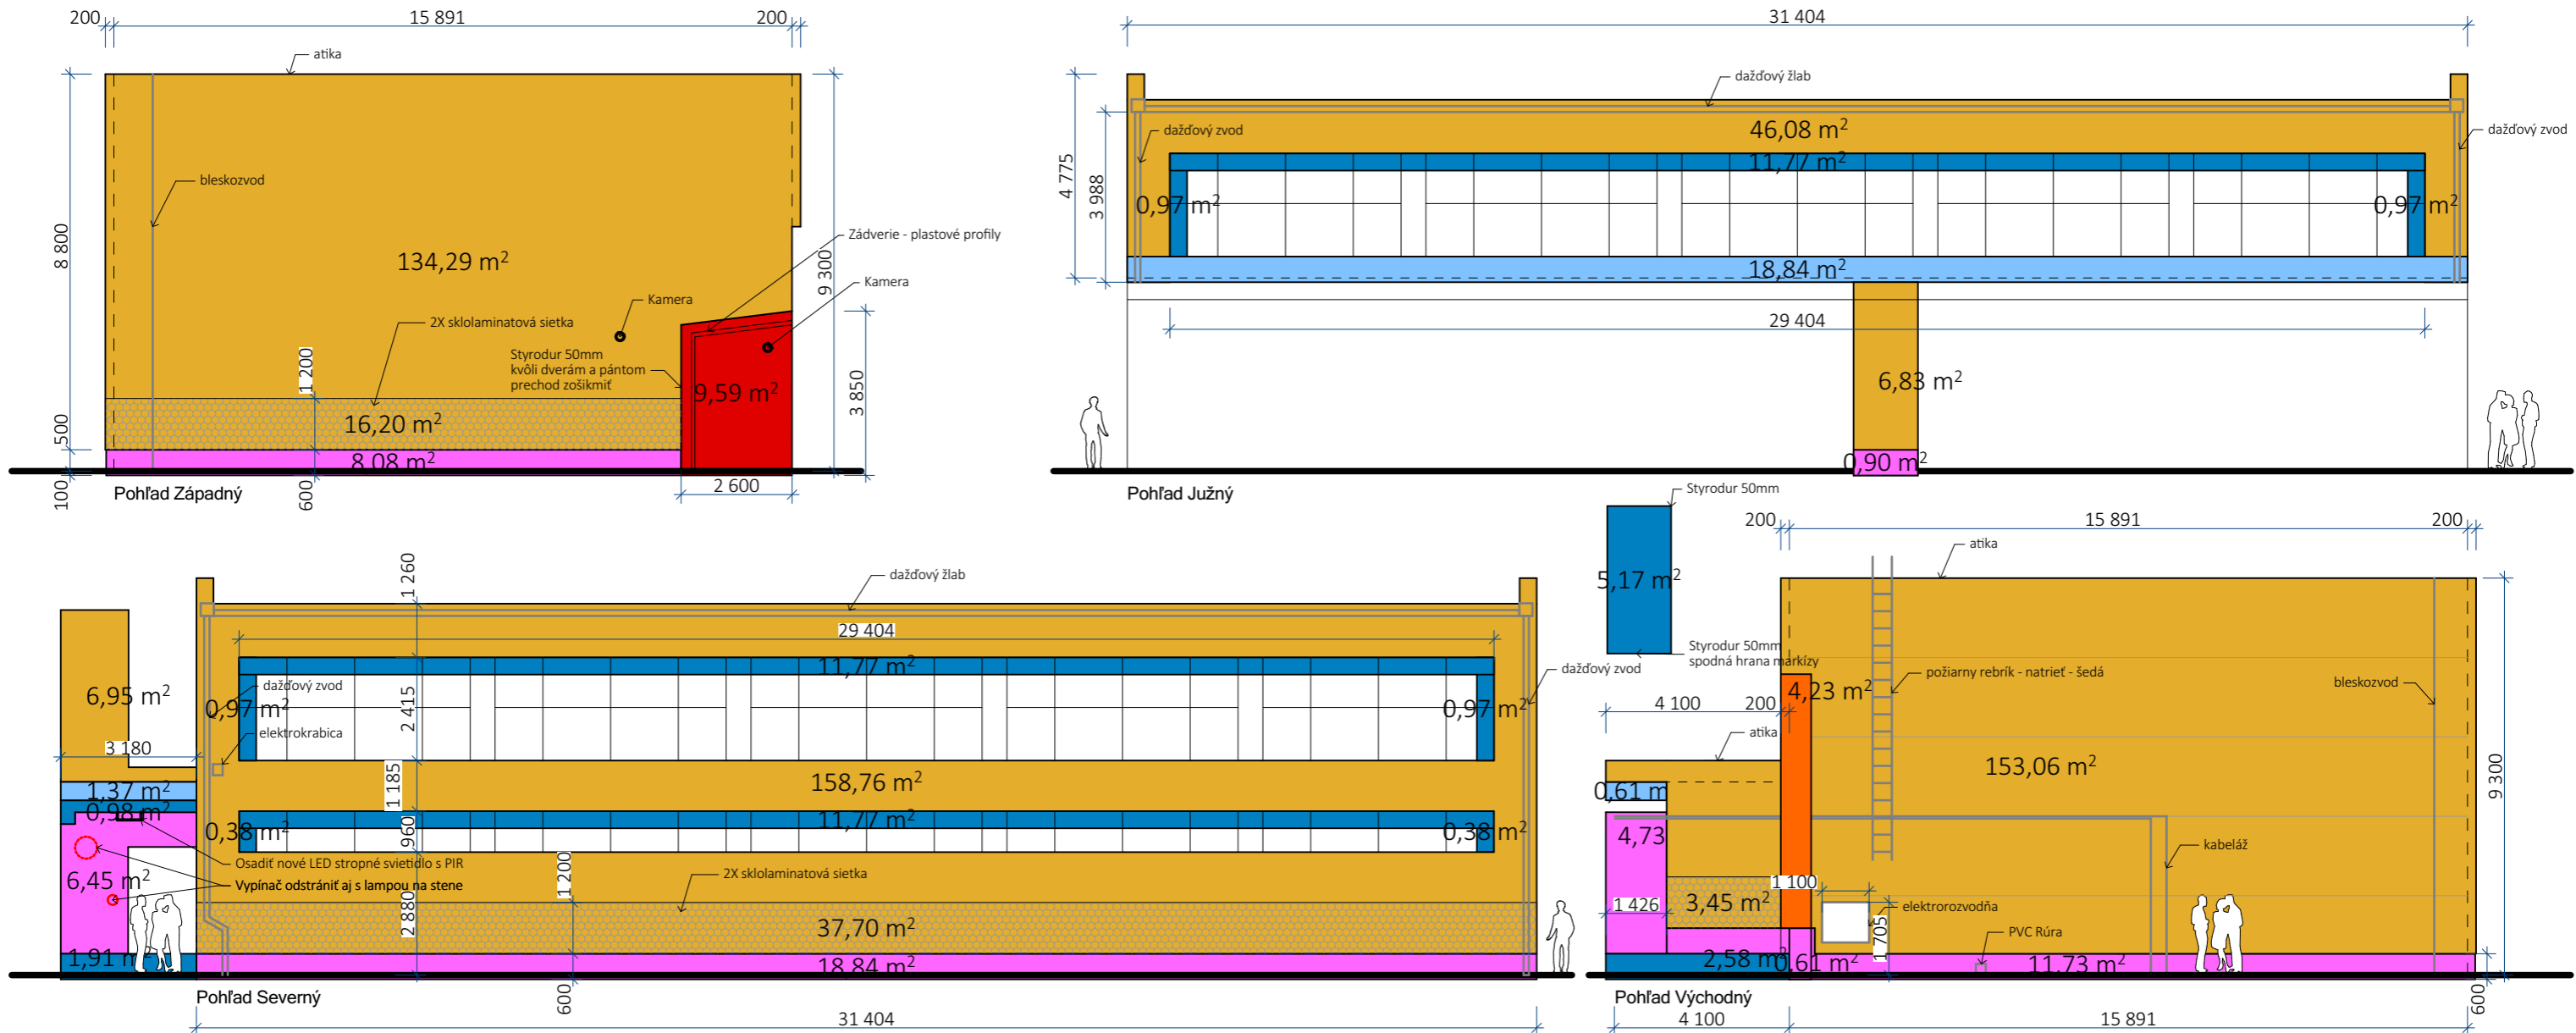 200
15 891
200
atika
bleskozvod
8 800
134,29 m²
Zádverie - plastové profily
Kamera
Kamera
9 300
2X sklolaminatová sietka
Styrodur 50mm
kvôli dverám a pántom
prechod zošikmiť
1 200
9,59 m²
3 850
16,20 m²
500
8,08 m²
100
600
2 600
Pohľad Západný
31 404
dažďový žlab
dažďový zvod
46,08 m²
dažďový zvod
4 775
3 988
11,77 m²
0,97 m²
0,97 m²
18,84 m²
29 404
6,83 m²
0,90 m²
Pohľad Južný
1 260
dažďový žlab
29 404
11,77 m²
6,95 m²
dažďový zvod
dažďový zvod
0,97 m²
2 415
0,97 m²
elektrokrabica
3 180
1 185
158,76 m²
1,37 m²
0,98 m²
11,77 m²
0,38 m²
960
0,38 m²
Osadiť nové LED stropné svietidlo s PIR
6,45 m²
Vypínač odstrániť aj s lampou na stene
1 200
2X sklolaminatová sietka
2 880
37,70 m²
1,91 m²
18,84 m²
600
Pohľad Severný
31 404
Styrodur 50mm
200
15 891
200
atika
5,17 m²
Styrodur 50mm
spodná hrana markízy
požiarny rebrík - natrieť - šedá
4,23 m²
bleskozvod
4 100
200
atika
153,06 m²
9 300
0,61 m
4,73
kabeláž
1 100
1 426
3,45 m²
elektrorozvodňa
1 705
PVC Rúra
2,58 m²
0,61 m²
11,73 m²
600
Pohľad Východný
4 100
15 891